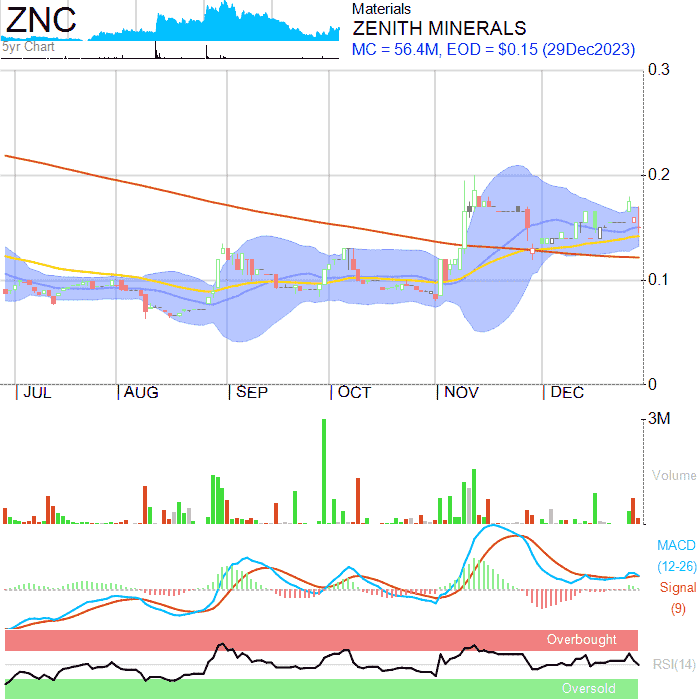 ZNC
5yr Chart
Materials
ZENITH MINERALS
MC = 56.4M, EOD = $0.15 (29Dec2023)
0.3
0.2
0.1
0
JUL AUG SEP OCT NOV DEC
3M
Volume
MACD
(12-26)
Signal
(9)
Overbought
RSI(14)
Oversold